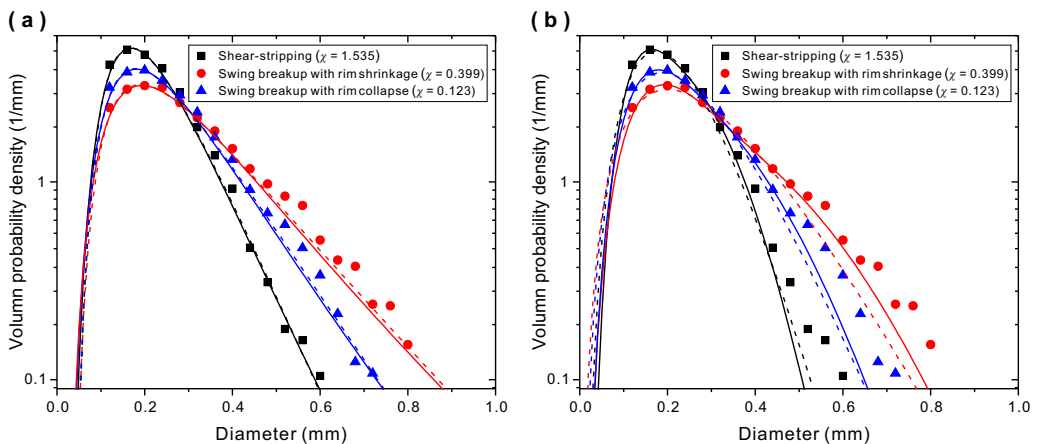 (a)
Volumn probability density (1/mm)
1
0.1
Shear-stripping (χ = 1.535)
Swing breakup with rim shrinkage (χ = 0.399)
Swing breakup with rim collapse (χ = 0.123)
0.0 0.2 0.4 0.6 0.8 1.0
Diameter (mm)
(b)
Volumn probability density (1/mm)
1
0.1
Shear-stripping (χ = 1.535)
Swing breakup with rim shrinkage (χ = 0.399)
Swing breakup with rim collapse (χ = 0.123)
0.0 0.2 0.4 0.6 0.8 1.0
Diameter (mm)